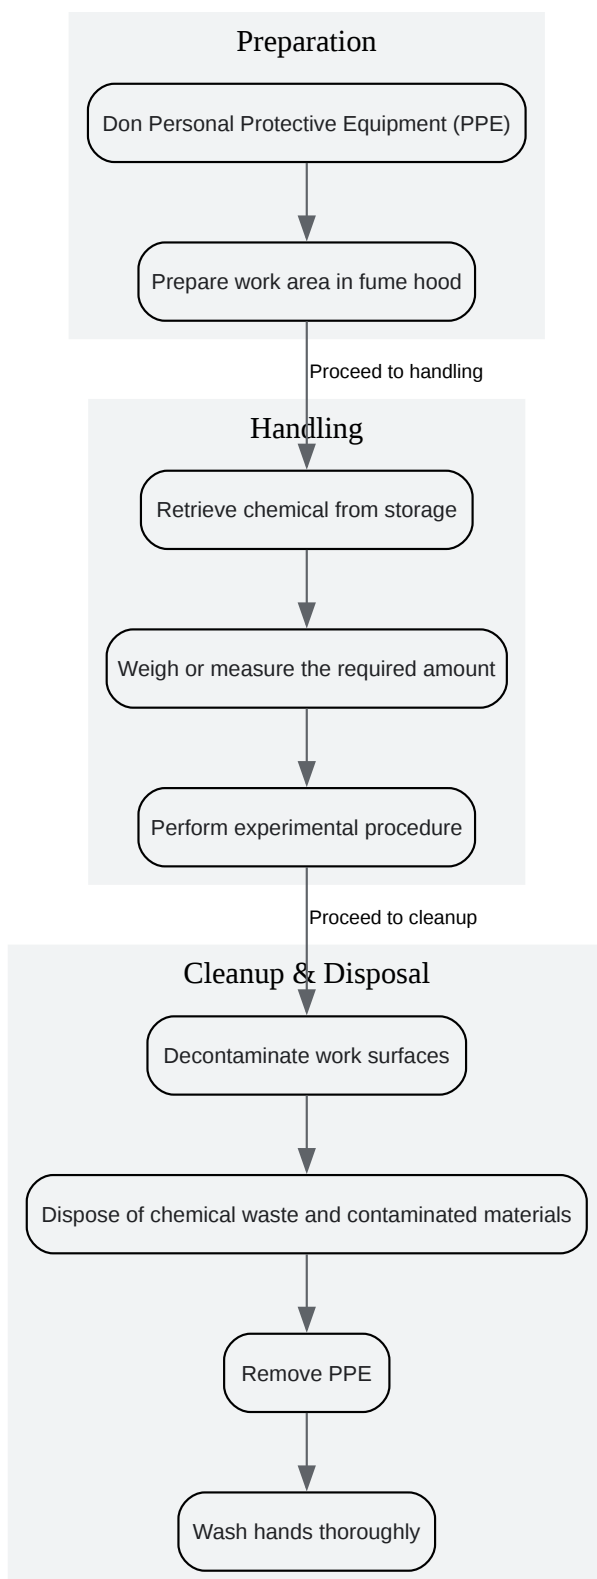 Preparation
Don Personal Protective Equipment (PPE)
Prepare work area in fume hood
Proceed to handling
Handling
Retrieve chemical from storage
Weigh or measure the required amount
Perform experimental procedure
Proceed to cleanup
Cleanup & Disposal
Decontaminate work surfaces
Dispose of chemical waste and contaminated materials
Remove PPE
Wash hands thoroughly